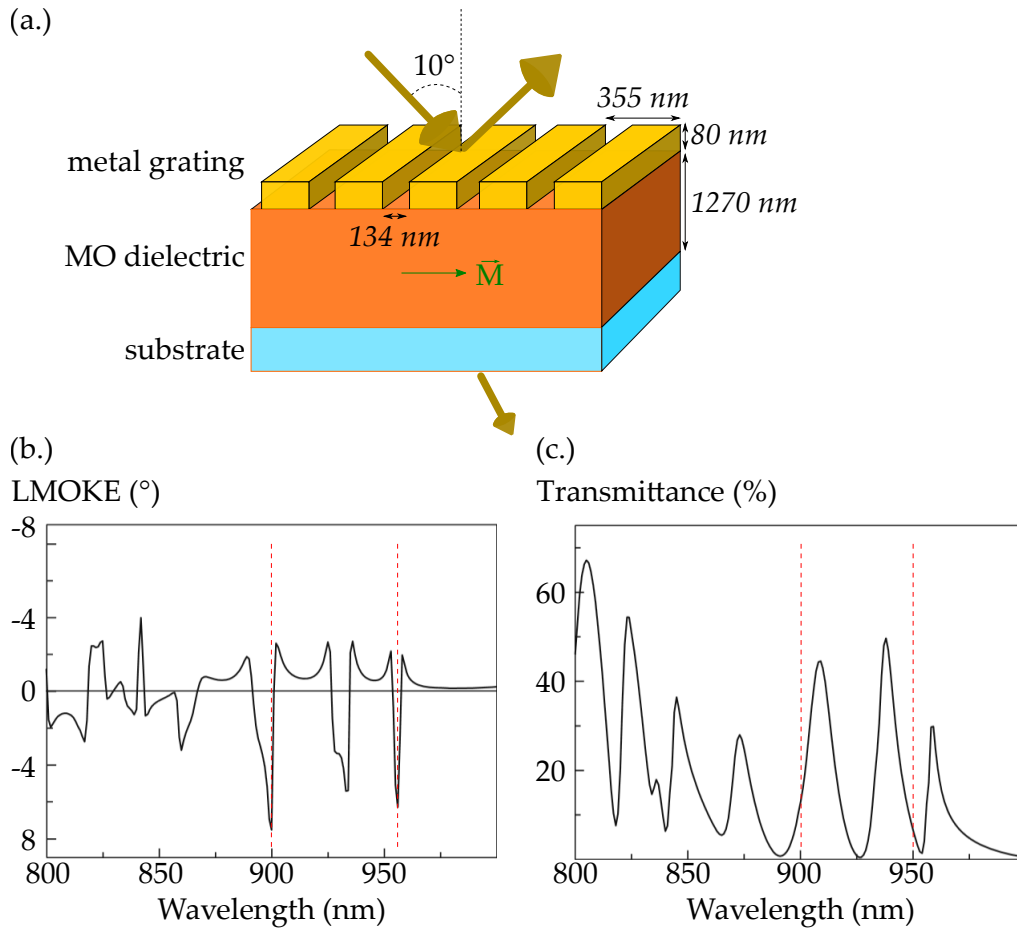 (a.)
10°
355 nm
80 nm
metal grating
1270 nm
134 nm
MO dielectric
M
substrate
(b.)
(c.)
LMOKE (°)
Transmittance (%)
-8
-4
0
-4
8
800
850
900
950
Wavelength (nm)
60
40
20
800
850
900
950
Wavelength (nm)